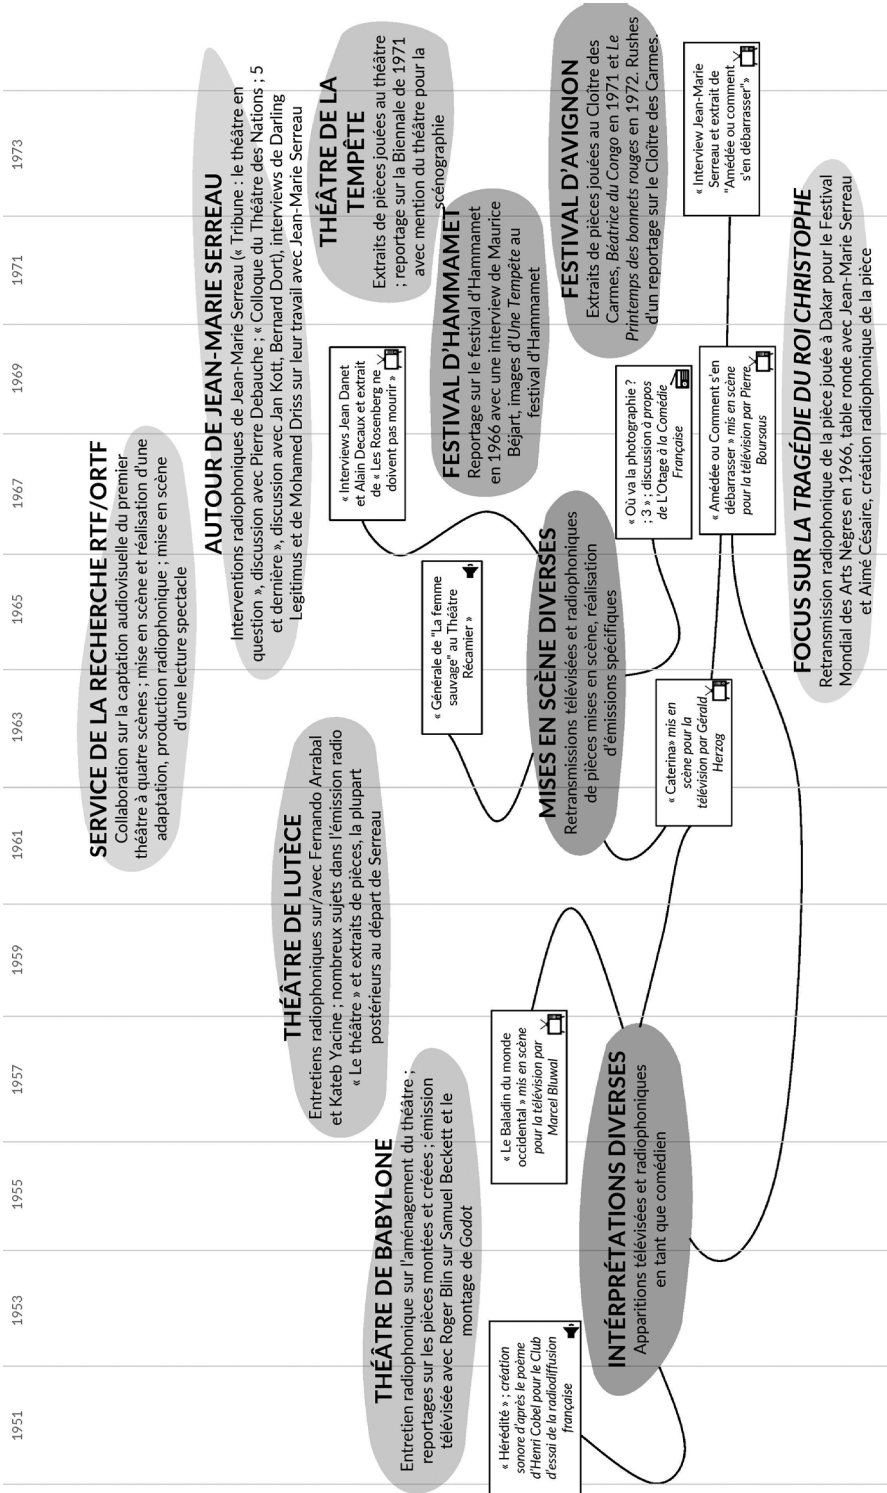 1951
1953
1955
1957
1959
1961
1963
1965
1967
1969
1971
1973
SERVICE DE LA RECHERCHE RTF/ORTF
Collaboration sur la captation audiovisuelle du premier
théâtre à quatre scènes ; mise en scène et réalisation d'une
adaptation, production radiophonique ; mise en scène
d'une lecture spectacle
AUTOUR DE JEAN-MARIE SERREAU
Interventions radiophoniques de Jean-Marie Serreau (« Tribune : le théâtre en
question », discussion avec Pierre Debauche ; « Colloque du Théâtre des Nations ; 5
et dernière », discussion avec Jan Kott, Bernard Dort), interviews de Darling
Legitimus et de Mohamed Driss sur leur travail avec Jean-Marie Serreau
THÉÂTRE DE LUTÈCE
Entretiens radiophoniques sur/avec Fernando Arrabal
et Kateb Yacine ; nombreux sujets dans l'émission radio
« Le théâtre » et extraits de pièces, la plupart
postérieurs au départ de Serreau
THÉÂTRE DE LA
TEMPÊTE
Extraits de pièces jouées au théâtre
; reportage sur la Biennale de 1971
avec mention du théâtre pour la
scénographie
THÉÂTRE DE BABYLONE
Entretien radiophonique sur l'aménagement du théâtre ;
reportages sur les pièces montées et créées ; émission
télévisée avec Roger Blin sur Samuel Beckett et le
montage de Godot
« Interviews Jean Danet
et Alain Decaux et extrait
de « Les Rosenberg ne
doivent pas mourir »
FESTIVAL D'HAMMAMET
Reportage sur le festival d'Hammamet
en 1966 avec une interview de Maurice
Béjart, images d'Une Tempête au
festival d'Hammamet
« Générale de "La femme
sauvage" au Théâtre
Récamier »
« Hérédité » ; création
sonore d'après le poème
d'Henri Cobel pour le Club
d'essai de la radiodiffusion
française
« Le Baladin du monde
occidental » mis en scène
pour la télévision par
Marcel Bluwal
MISES EN SCÈNE DIVERSES
Retransmissions télévisées et radiophoniques
de pièces mises en scène, réalisation
d'émissions spécifiques
FESTIVAL D'AVIGNON
Extraits de pièces jouées au Cloître des
Carmes, Béatrice du Congo en 1971 et Le
Printemps des bonnets rouges en 1972. Rushes
d'un reportage sur le Cloître des Carmes.
INTÉRPRÉTATIONS DIVERSES
Apparitions télévisées et radiophoniques
en tant que comédien
« Où va la photographie ?
; 3 » ; discussion à propos
de L'Otage à la Comédie
Française
« Caterina» mis en
scène pour la
télévision par Gérald
Herzog
« Amédée ou Comment s'en
débarrasser » mis en scène
pour la télévision par Pierre
Boursaus
« Interview Jean-Marie
Serreau et extrait de
"Amédée ou comment
s'en débarrasser"»
FOCUS SUR LA TRAGÉDIE DU ROI CHRISTOPHE
Retransmission radiophonique de la pièce jouée à Dakar pour le Festival
Mondial des Arts Nègres en 1966, table ronde avec Jean-Marie Serreau
et Aimé Césaire, création radiophonique de la pièce